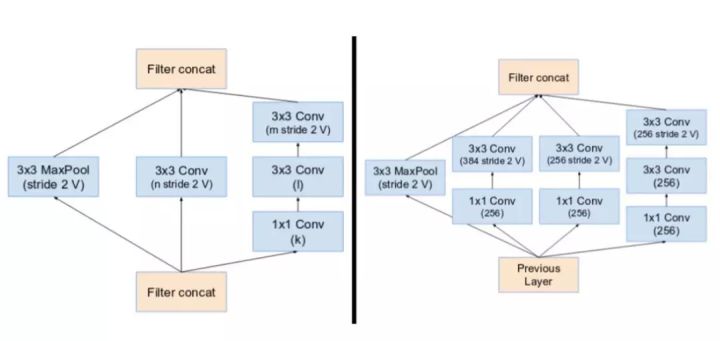 Filter concat
3x3 Conv
(m stride 2 V)
3x3 MaxPool
(stride 2 V)
3x3 Conv
(n stride 2 V)
3x3 Conv
(l)
1x1 Conv
(k)
Filter concat
Filter concat
3x3 Conv
(256 stride 2 V)
3x3 MaxPool
(stride 2 V)
3x3 Conv
(384 stride 2 V)
3x3 Conv
(256 stride 2 V)
3x3 Conv
(256)
1x1 Conv
(256)
1x1 Conv
(256)
1x1 Conv
(256)
Previous
Layer